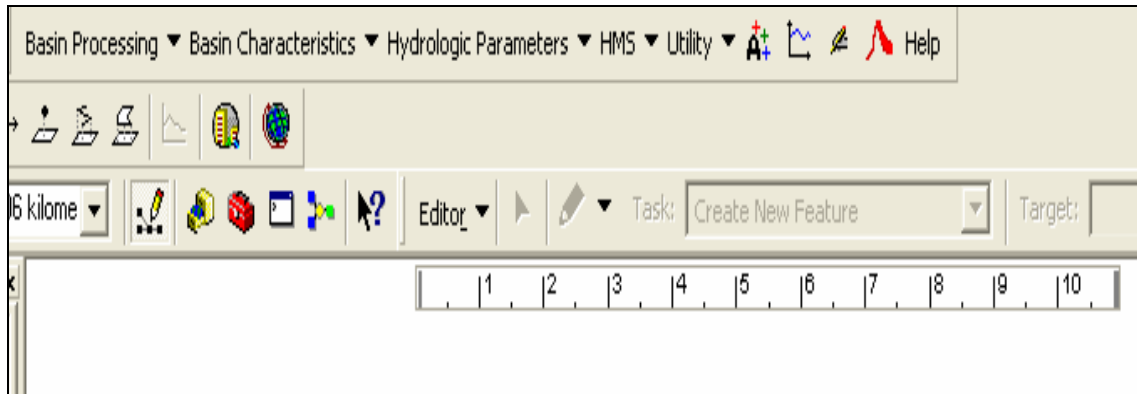 Basin Processing ▼ Basin Characteristics ▼ Hydrologic Parameters ▼ HMS ▼ Utility ▼ Help
Editor ▼ Task: Create New Feature Target:
1 2 3 4 5 6 7 8 9 10